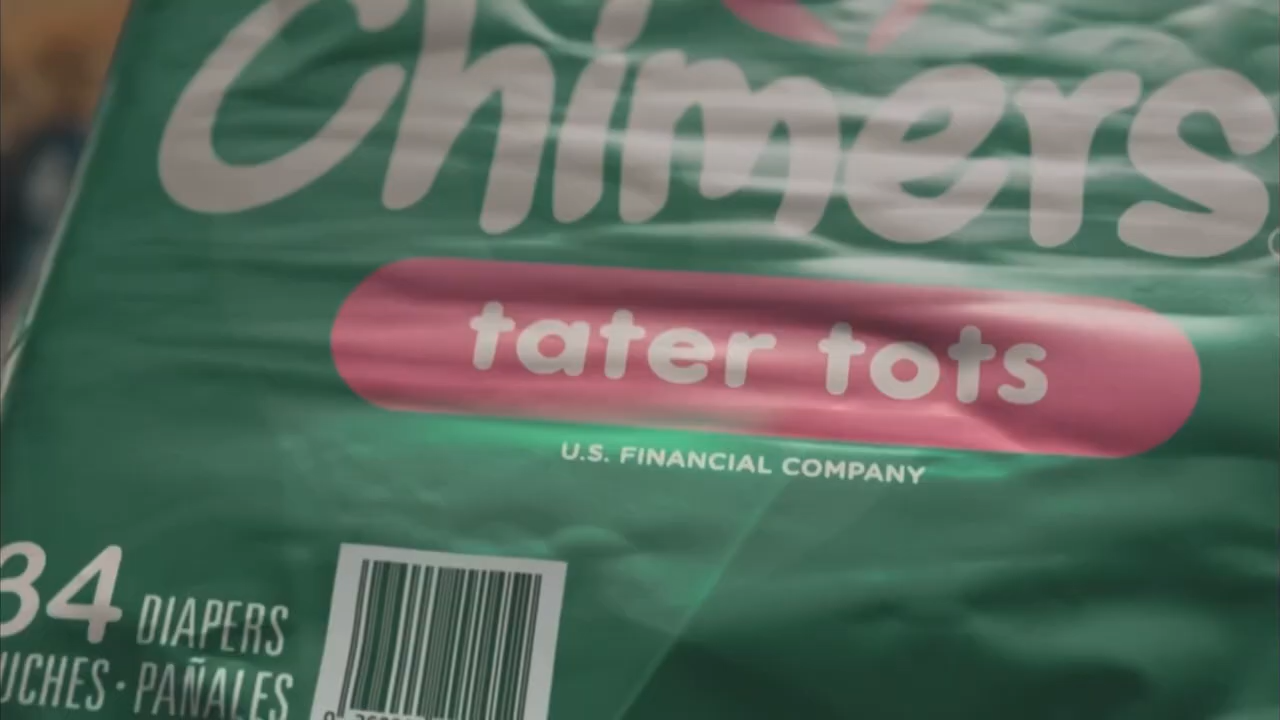 Chimers
tater tots
U.S. FINANCIAL COMPANY
34 DIAPERS
UCHES · PAÑALES